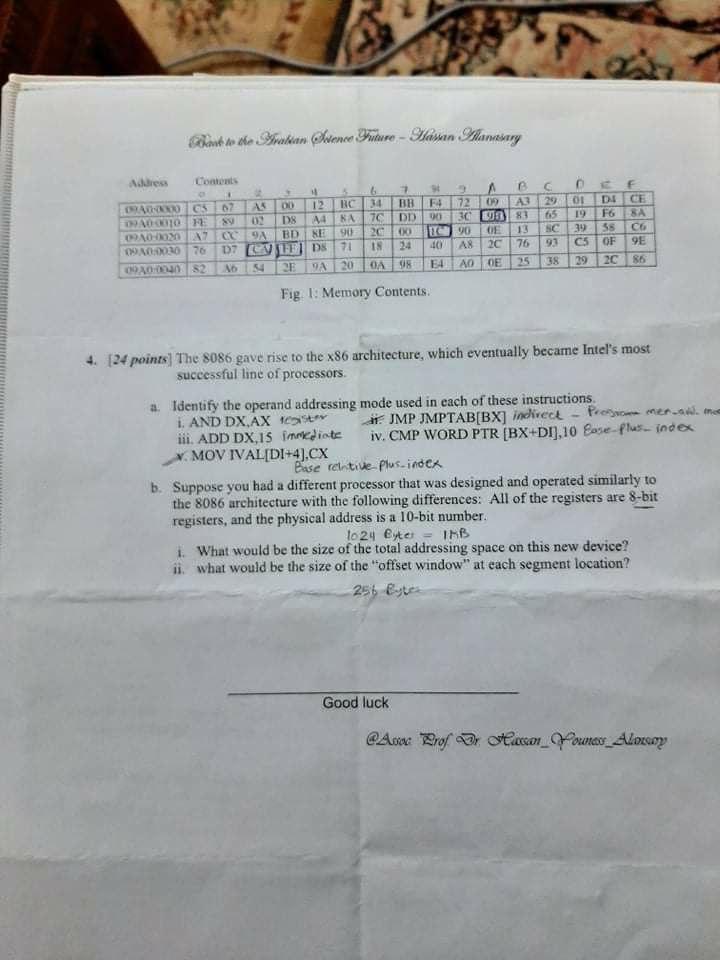 Back to the Arabian Science Future - Hassan Alanasary
Address Contents
0 1 2 3 4 5 6 7 8 9 A B C D E F
09A0:0000 C5 67 A5 00 12 BC 34 BB F4 72 09 A3 29 01 D4 CE
09A0:0010 FE 89 02 D8 A4 8A 7C DD 90 3C 9B 83 65 19 F6 8A
09A0:0020 A7 CC 9A BD 8E 90 2C 00 1C 90 0E 13 8C 39 58 C6
09A0:0030 76 D7 CA FF D8 71 18 24 40 A8 2C 76 93 C5 0F 9E
09A0:0040 82 A6 54 2E 9A 20 0A 98 E4 A0 0E 25 38 29 2C 86
Fig. 1: Memory Contents.
4. [24 points] The 8086 gave rise to the x86 architecture, which eventually became Intel's most
successful line of processors.
a. Identify the operand addressing mode used in each of these instructions.
i. AND DX,AX register ii. JMP JMPTAB[BX] indirect -
iii. ADD DX,15 immediate iv. CMP WORD PTR [BX+DI],10 Base-plus-index
v. MOV IVAL[DI+4],CX
Base relative-plus-index
b. Suppose you had a different processor that was designed and operated similarly to
the 8086 architecture with the following differences: All of the registers are 8-bit
registers, and the physical address is a 10-bit number.
1024 Bytes = 1MB
i. What would be the size of the total addressing space on this new device?
ii. what would be the size of the "offset window" at each segment location?
256 Bytes
Good luck
@Assoc. Prof. Dr. Hassan_Youness_Alansary